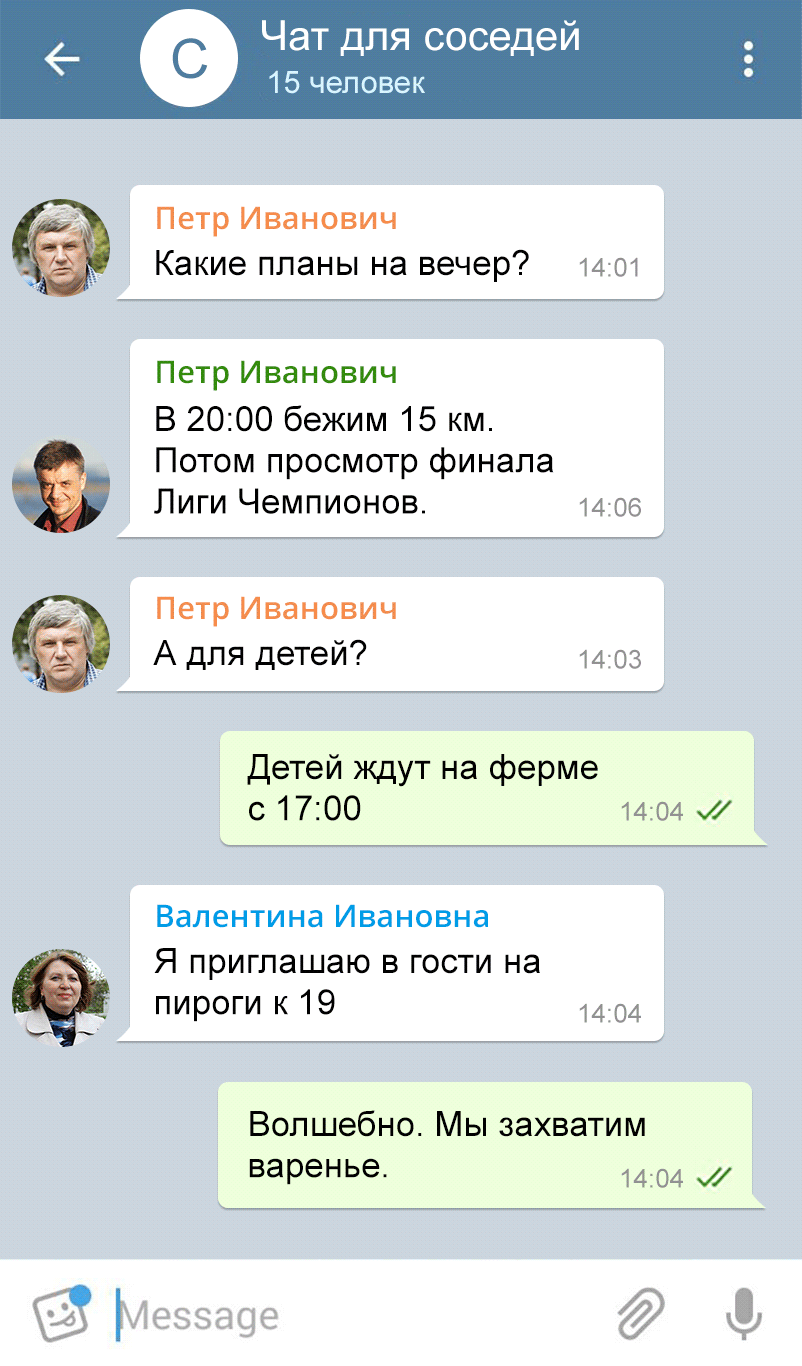 С
Чат для соседей
15 человек
Петр Иванович
Какие планы на вечер?
14:01
Петр Иванович
В 20:00 бежим 15 км.
Потом просмотр финала
Лиги Чемпионов.
14:06
Петр Иванович
А для детей?
14:03
Детей ждут на ферме
с 17:00
14:04
Валентина Ивановна
Я приглашаю в гости на
пироги к 19
14:04
Волшебно. Мы захватим
варенье.
14:04
Message